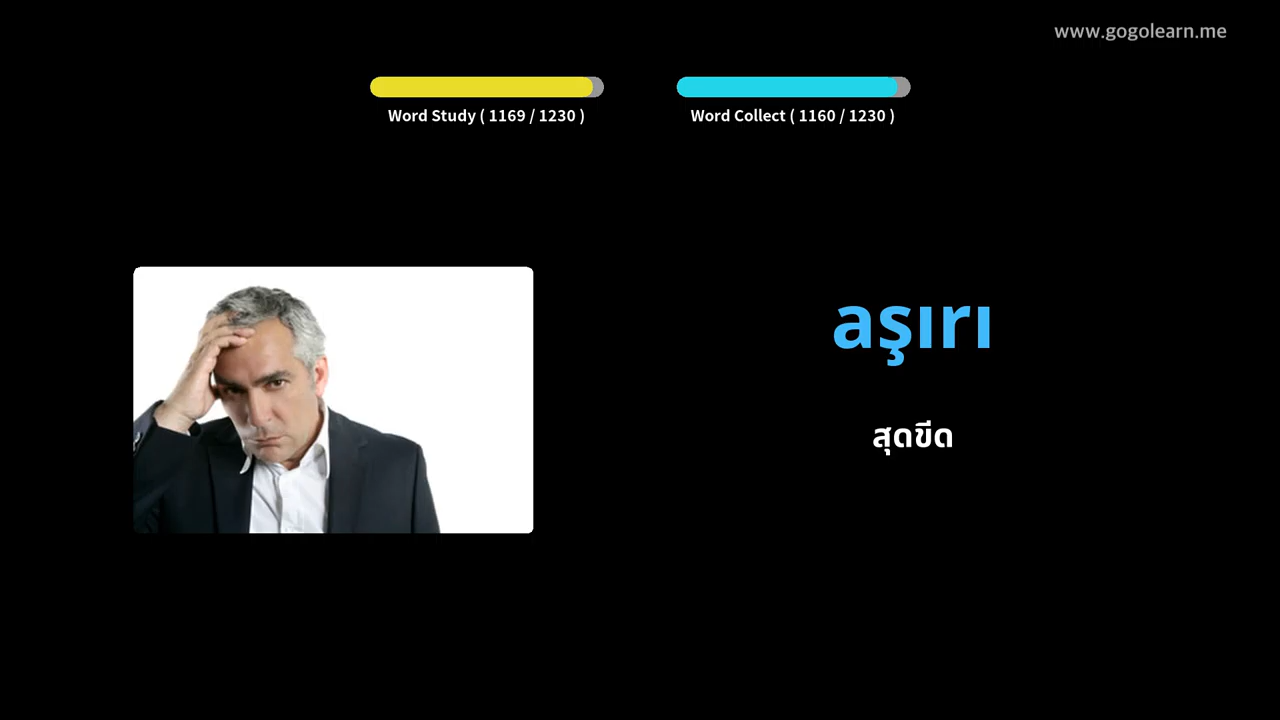 www.gogolearn.me
Word Study ( 1169 / 1230 )
Word Collect ( 1160 / 1230 )
aşırı
สุดขีด